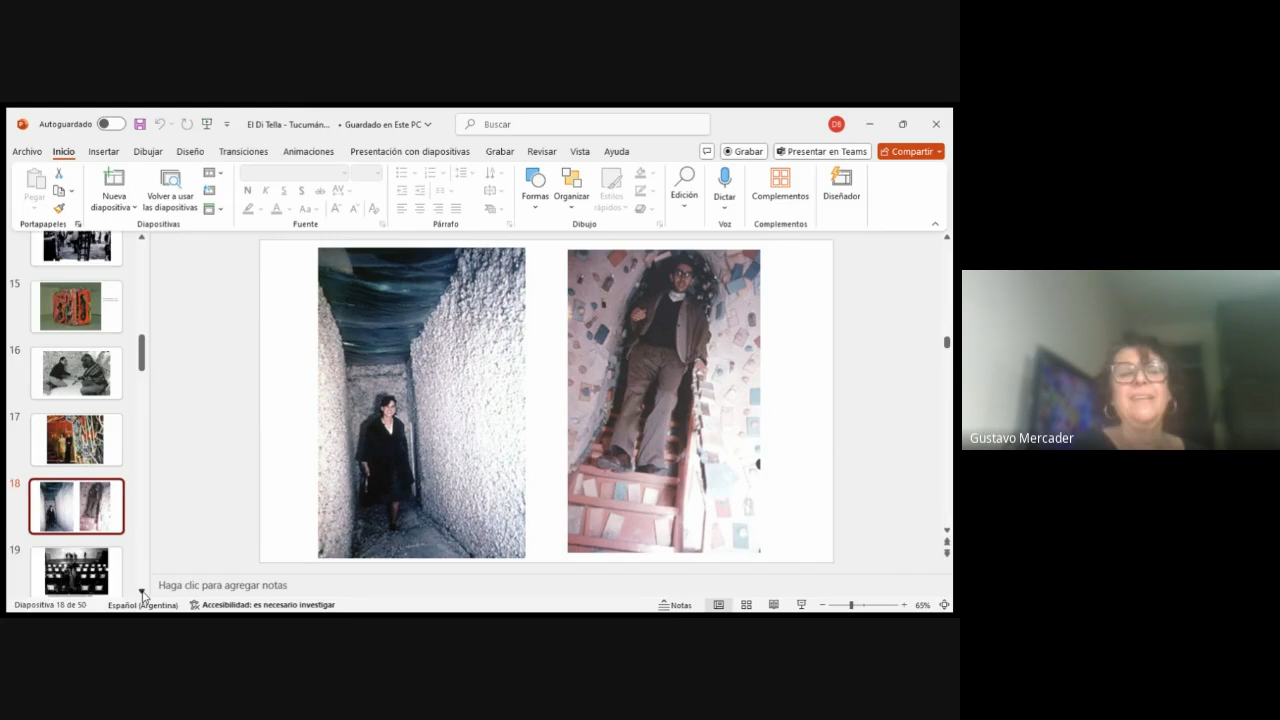 Autoguardado
El Di Tella - Tucumán... • Guardado en Este PC
Buscar
DB
Archivo Inicio Insertar Dibujar Diseño Transiciones Animaciones Presentación con diapositivas Grabar Revisar Vista Ayuda
Grabar Presentar en Teams Compartir
Pegar
Nueva diapositiva
Volver a usar las diapositivas
N K S S ab AV
A A Aa A A A
Formas Organizar Estilos rápidos
Edición
Dictar
Complementos
Diseñador
Portapapeles Diapositivas Fuente Párrafo Dibujo Voz Complementos
15
16
17
18
19
Haga clic para agregar notas
Diapositiva 18 de 50 Español (Argentina) Accesibilidad: es necesario investigar Notas 65%
Gustavo Mercader